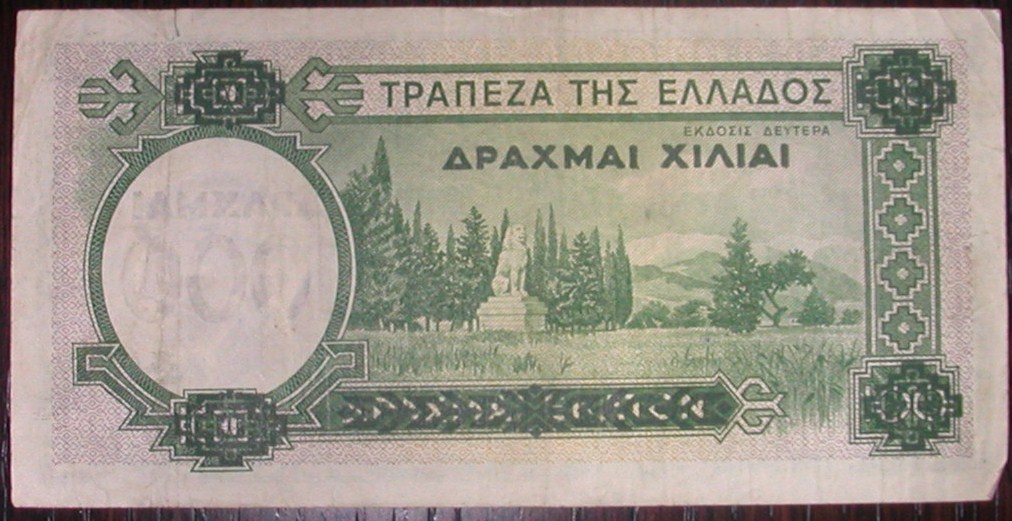 ΤΡΑΠΕΖΑ ΤΗΣ ΕΛΛΑΔΟΣ
ΕΚΔΟΣΙΣ ΔΕΥΤΕΡΑ
ΔΡΑΧΜΑΙ ΧΙΛΙΑΙ